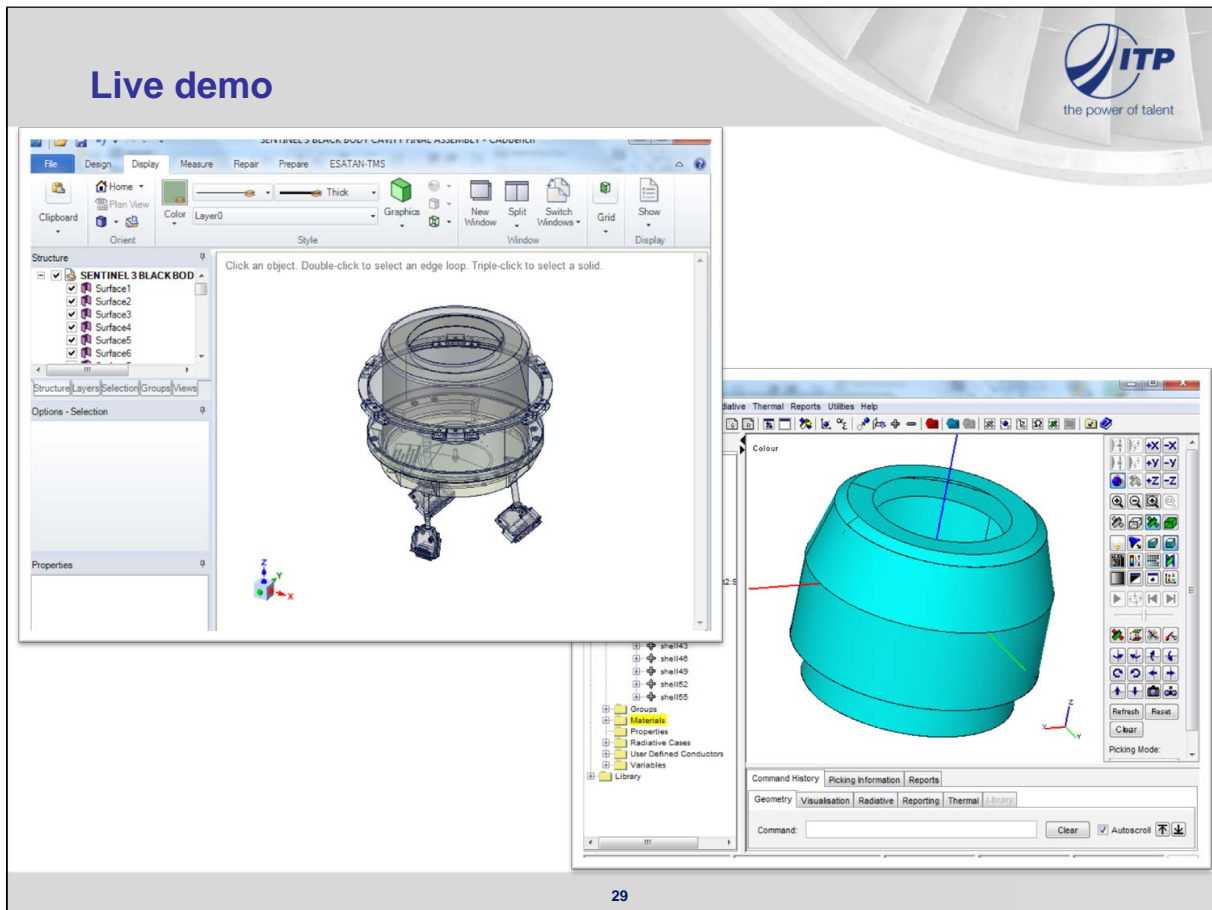 Live demo
ITP
the power of talent
SENTINEL 3 BLACK BODY CAVITY FINAL ASSEMBLY - CADbench
File Design Display Measure Repair Prepare ESATAN-TMS
Home
Plan View
Clipboard
Orient
Color
Thick
Layer0
Graphics
Style
New Window
Split
Switch Windows
Window
Grid
Show
Display
Structure
SENTINEL 3 BLACK BOD
Surface1
Surface2
Surface3
Surface4
Surface5
Surface6
Structure Layers Selection Groups Views
Options - Selection
Properties
Click an object. Double-click to select an edge loop. Triple-click to select a solid.
Z
Y
X
diative Thermal Reports Utilities Help
Colour
+X -X
+Y -Y
+Z -Z
t2:9
shell43
shell46
shell49
shell52
shell55
Groups
Materials
Properties
Radiative Cases
User Defined Conductors
Variables
Library
Z
X
Y
Refresh Reset
Clear
Picking Mode:
Command History Picking Information Reports
Geometry Visualisation Radiative Reporting Thermal Library
Command:
Clear
Autoscroll
29